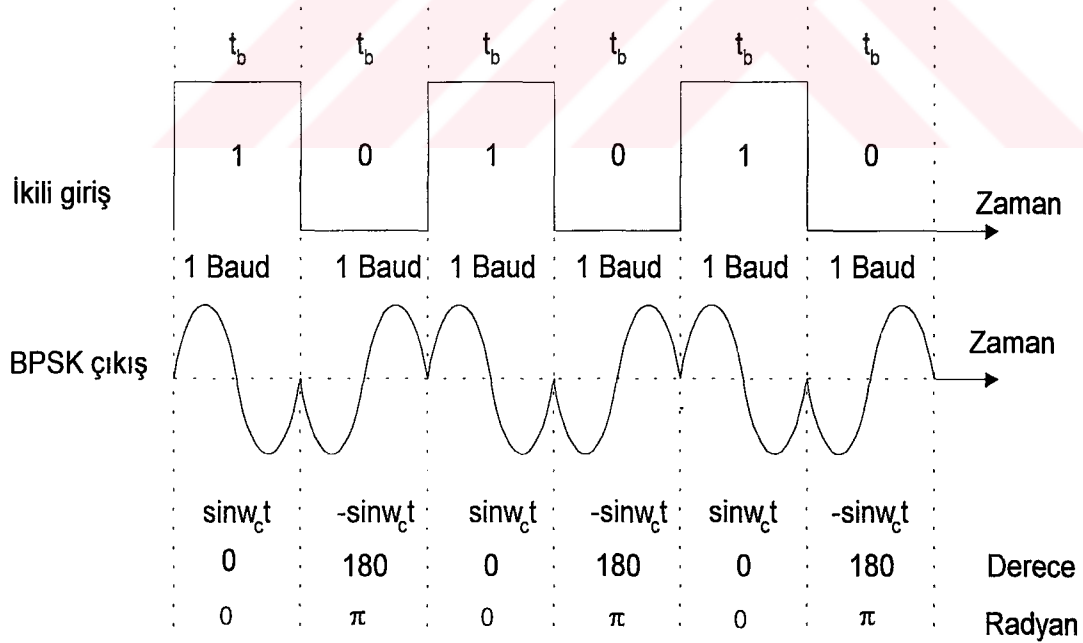 t_b t_b t_b t_b t_b t_b
1 0 1 0 1 0
İkili giriş
Zaman
1 Baud 1 Baud 1 Baud 1 Baud 1 Baud 1 Baud
Zaman
BPSK çıkış
sinw_ct -sinw_ct sinw_ct -sinw_ct sinw_ct -sinw_ct
0 180 0 180 0 180 Derece
0 π 0 π 0 π Radyan